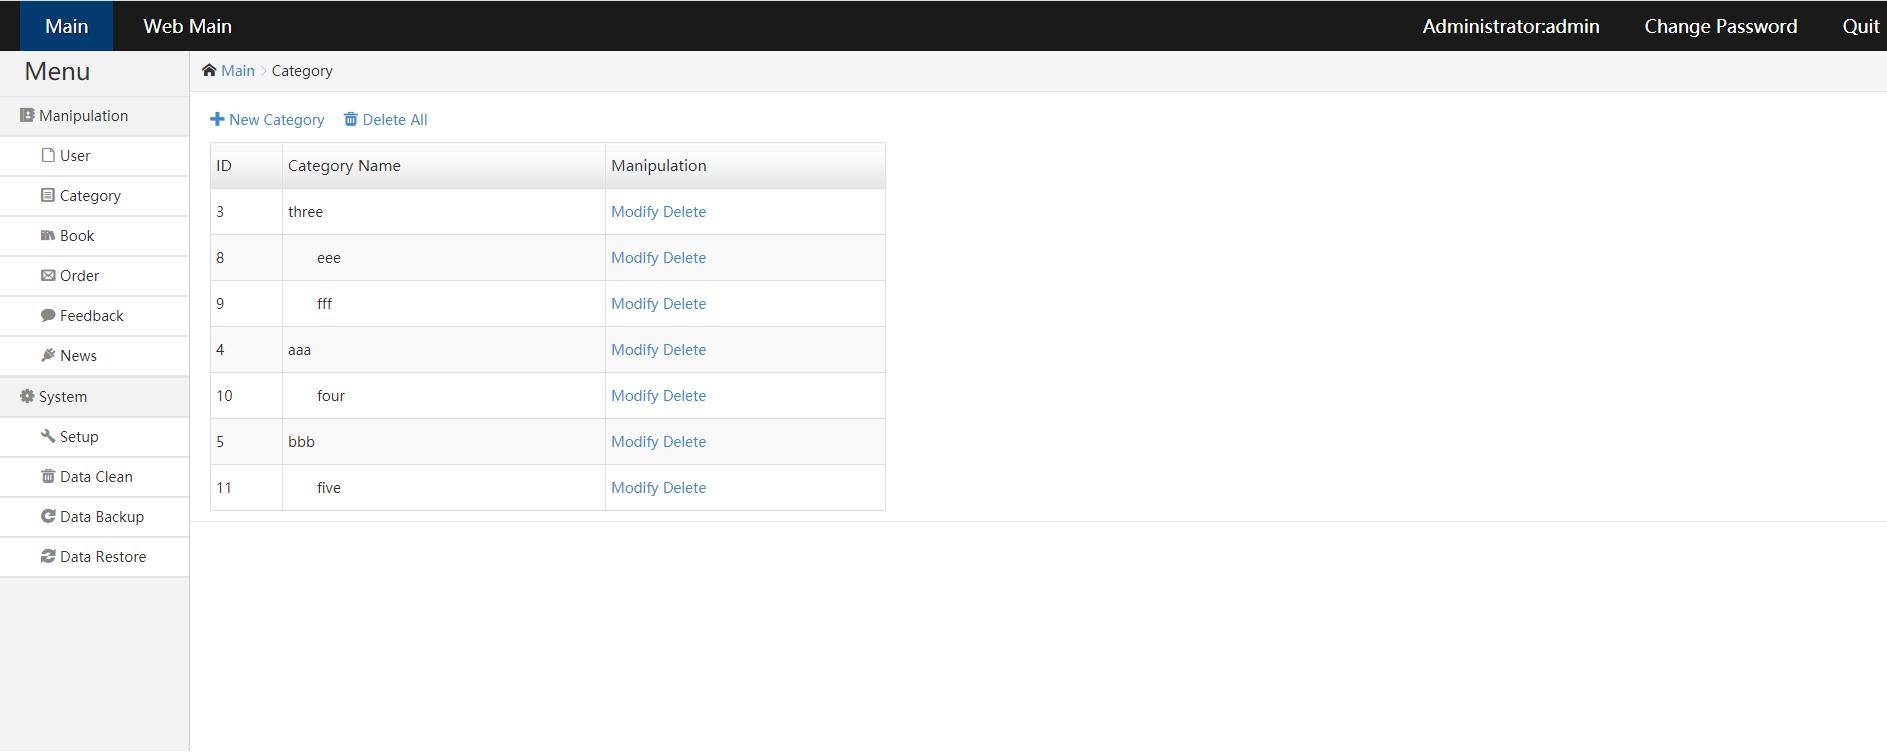 Main Web Main Administrator:admin Change Password Quit
Menu
Manipulation
User
Category
Book
Order
Feedback
News
System
Setup
Data Clean
Data Backup
Data Restore
Main Category
New Category Delete All
ID Category Name Manipulation
3 three Modify Delete
8 eee Modify Delete
9 fff Modify Delete
4 aaa Modify Delete
10 four Modify Delete
5 bbb Modify Delete
11 five Modify Delete